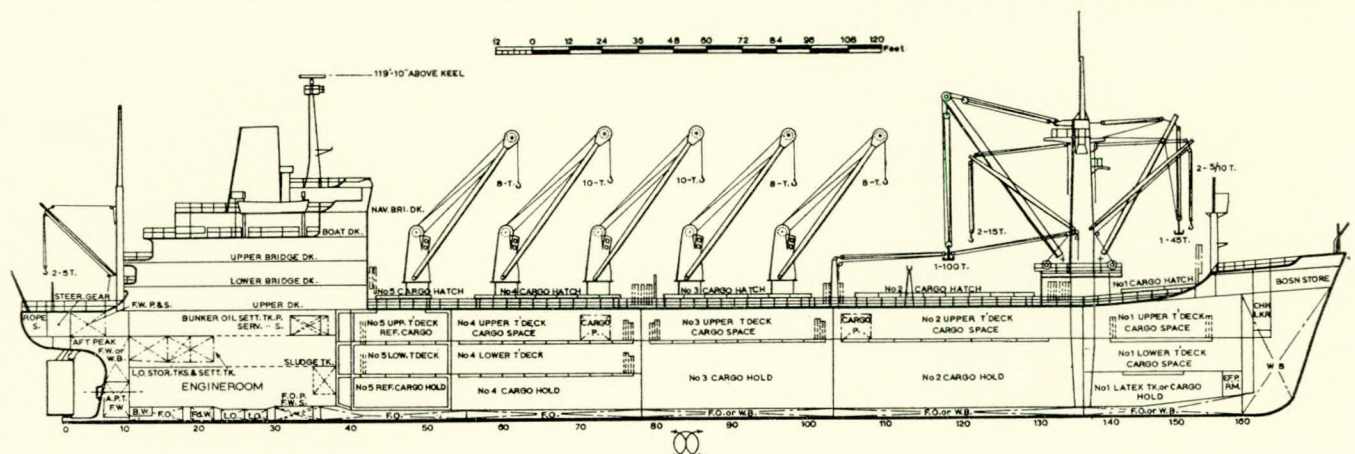 12 0 12 24 36 48 60 72 84 96 108 120
Feet
119'-10" ABOVE KEEL
8-T. 10-T. 10-T. 8-T. 8-T.
2-5/10 T.
NAV. BRI. DK.
BOAT DK.
2-15T.
1-45T.
UPPER BRIDGE DK.
1-100T.
2-5T.
LOWER BRIDGE DK.
STEER. GEAR
No5 CARGO HATCH
No4 CARGO HATCH
No3 CARGO HATCH
No2 CARGO HATCH
No1 CARGO HATCH
BOSN STORE
F.W. P.& S.
UPPER DK.
ROPE
S.
BUNKER OIL SETT. TK.P.
SERV. - S.
No5 UPP. T'DECK
REF. CARGO
No4 UPPER T'DECK
CARGO SPACE
CARGO
P.
No3 UPPER T'DECK
CARGO SPACE
CARGO
P.
No2 UPPER T'DECK
CARGO SPACE
No1 UPPER T'DECK
CARGO SPACE
CHN
LKR
AFT PEAK
F.W. or
W.B.
SLUDGE TK.
No5 LOW. T'DECK
No4 LOWER T'DECK
No1 LOWER T'DECK
CARGO SPACE
W.B.
L.O. STOR. TKS & SETT. TK.
ENGINEROOM
No5 REF. CARGO HOLD
No4 CARGO HOLD
No3 CARGO HOLD
No2 CARGO HOLD
No1 LATEX TK. or CARGO
HOLD
EF.P.
RM.
A.P.T.
F.W.
F.O. P.
F.W. S.
B.W. F.O. Fd.W. L.O. L.O.
F.O. F.O. F.O. or W.B. F.O. or W.B. F.O. or W.B.
0 10 20 30 40 50 60 70 80 90 100 110 120 130 140 150 160